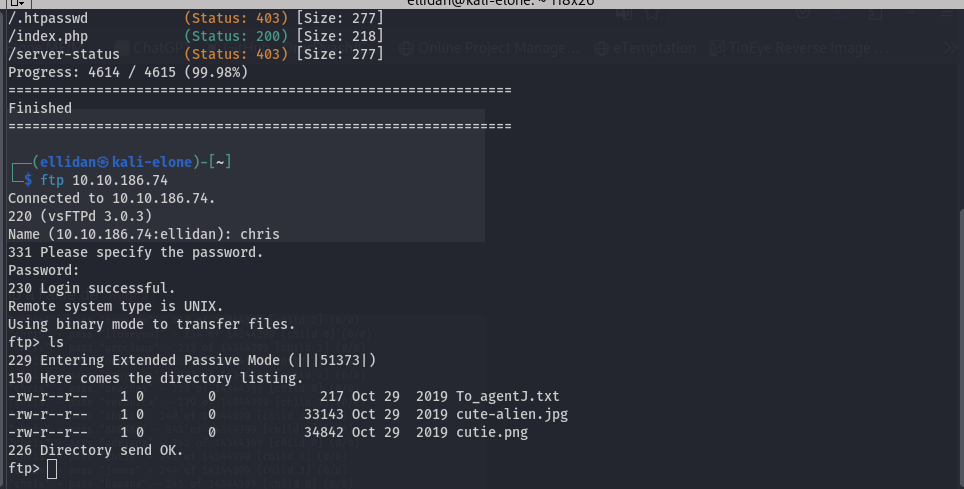 ellidan@kali-elone: ~ 118x26
/.htpasswd            (Status: 403) [Size: 277]
/index.php            (Status: 200) [Size: 218]
/server-status        (Status: 403) [Size: 277]
Progress: 4614 / 4615 (99.98%)
===============================================================
Finished
===============================================================
(ellidan㉿kali-elone)-[~]
$ ftp 10.10.186.74
Connected to 10.10.186.74.
220 (vsFTPd 3.0.3)
Name (10.10.186.74:ellidan): chris
331 Please specify the password.
Password:
230 Login successful.
Remote system type is UNIX.
Using binary mode to transfer files.
ftp> ls
229 Entering Extended Passive Mode (|||51373|)
150 Here comes the directory listing.
-rw-r--r--    1 0        0             217 Oct 29  2019 To_agentJ.txt
-rw-r--r--    1 0        0           33143 Oct 29  2019 cute-alien.jpg
-rw-r--r--    1 0        0           34842 Oct 29  2019 cutie.png
226 Directory send OK.
ftp>
Online Project Manage...
eTemptation
TinEye Reverse Image ...